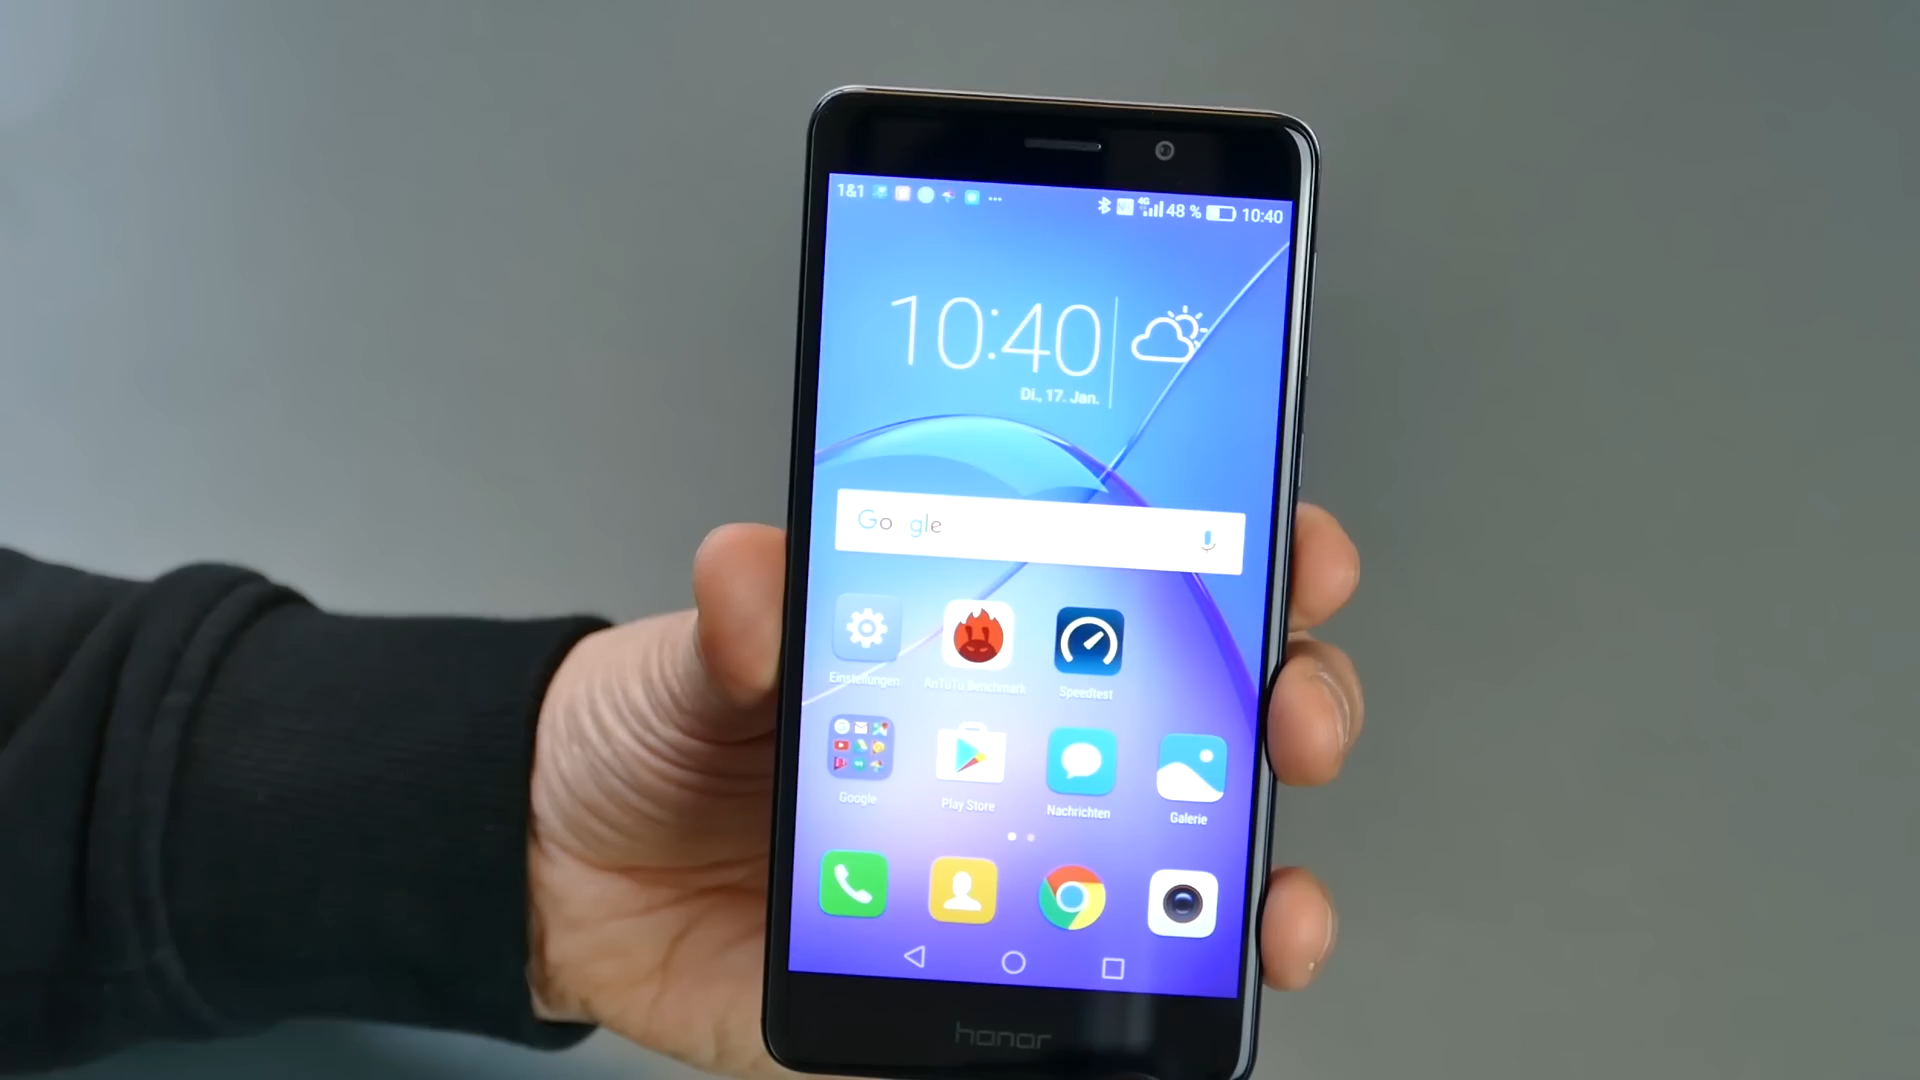 1&1 4G 48 % 10:40
10:40
Di., 17. Jan.
Google
Einstellungen AnTuTu Benchmark Speedtest
Google Play Store Nachrichten Galerie
honor